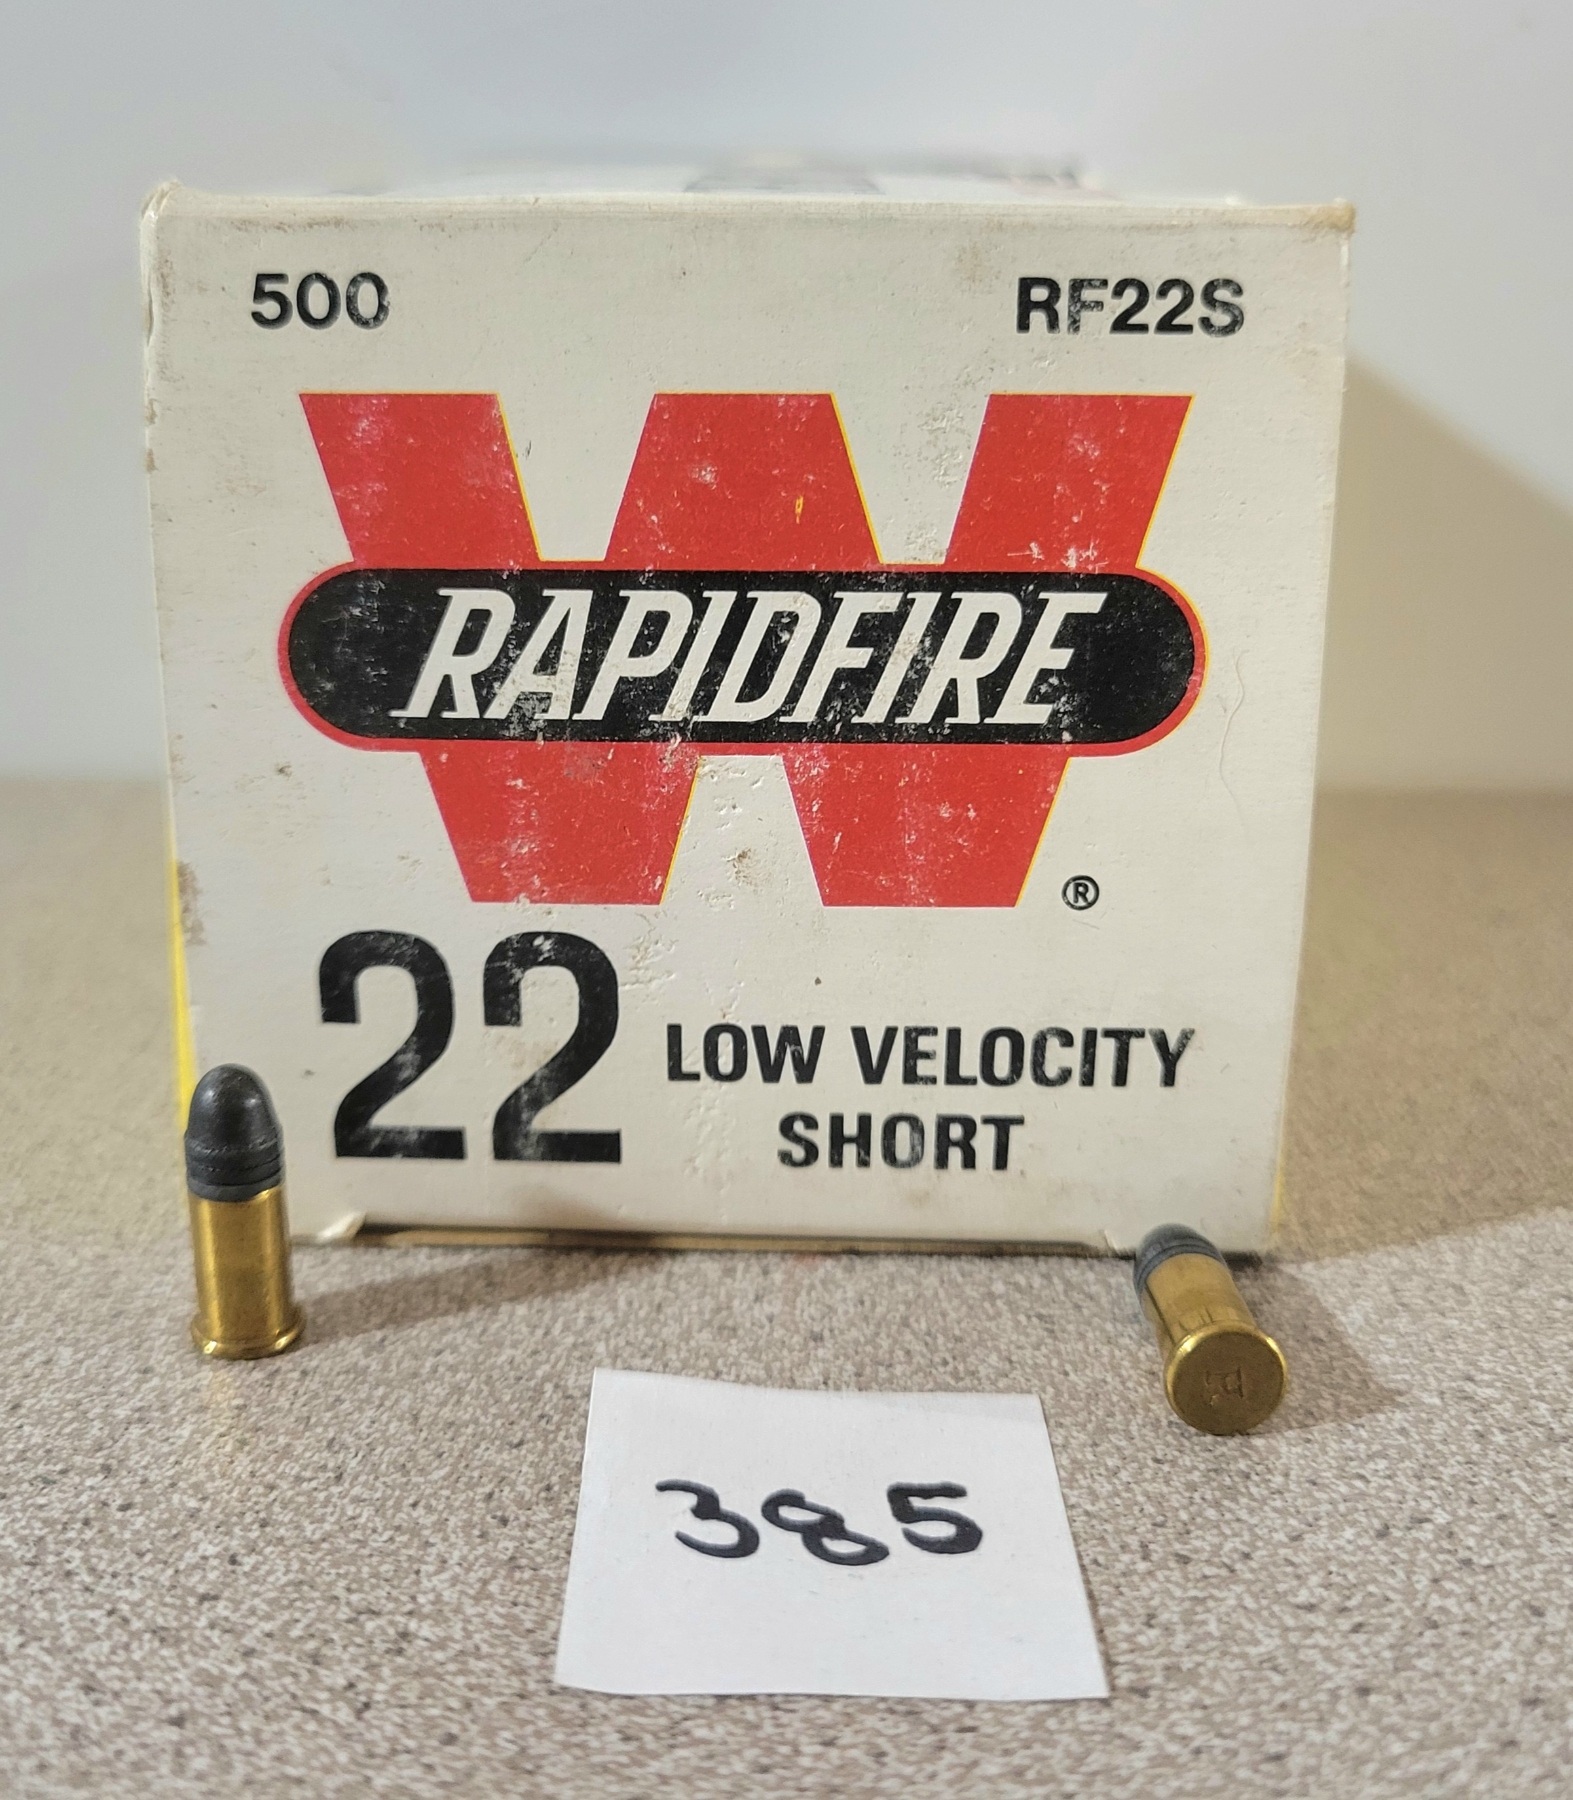 500 RF22S
RAPIDFIRE
®
22 LOW VELOCITY
SHORT
385